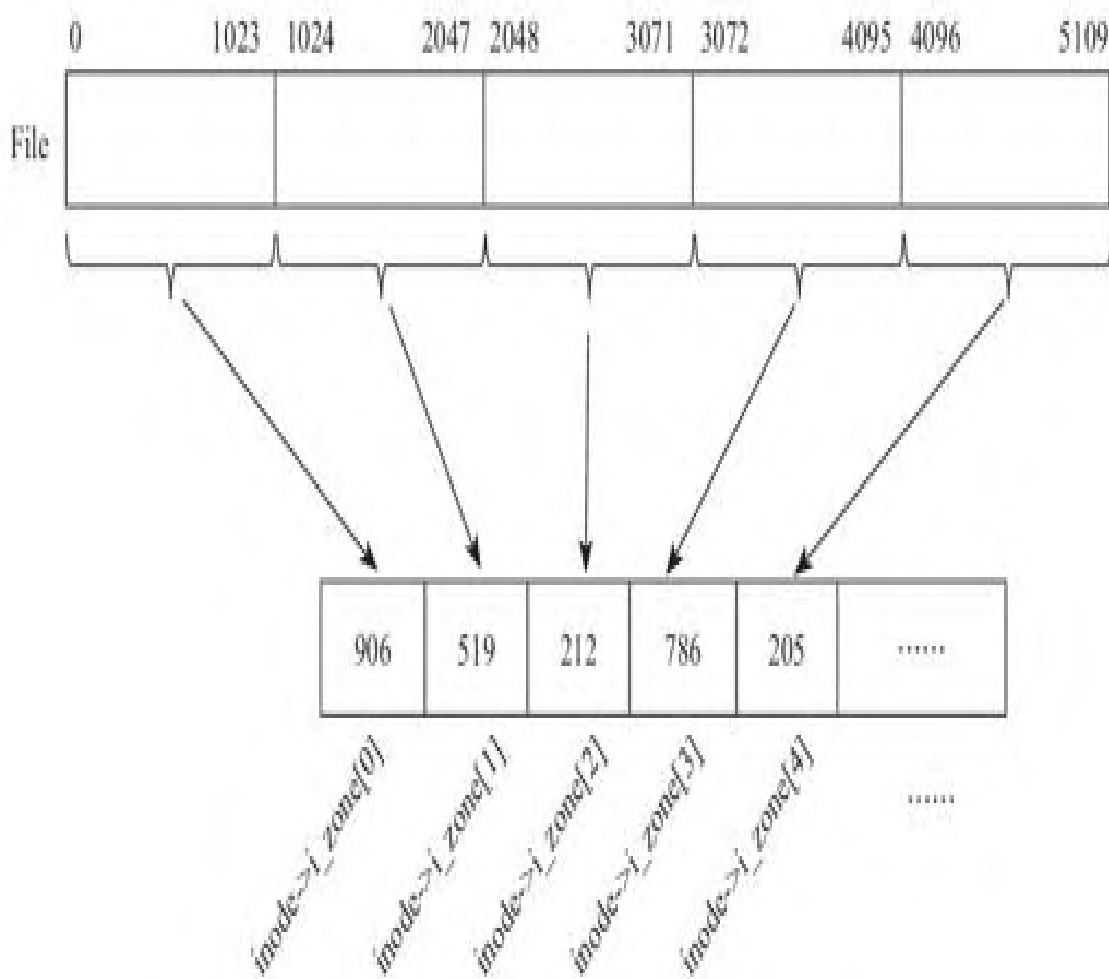 0 1023 1024 2047 2048 3071 3072 4095 4096 5109
File
906 519 212 786 205 ......
inode->i_zone[0]
inode->i_zone[1]
inode->i_zone[2]
inode->i_zone[3]
inode->i_zone[4]
......